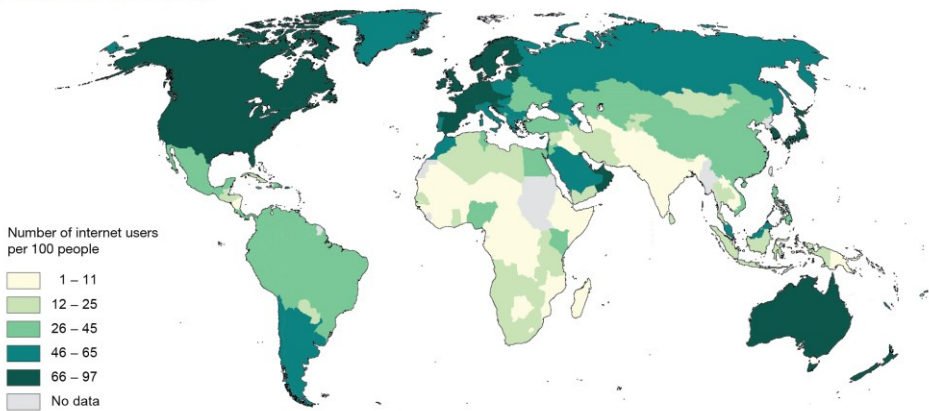 Number of internet users
per 100 people
1 – 11
12 – 25
26 – 45
46 – 65
66 – 97
No data